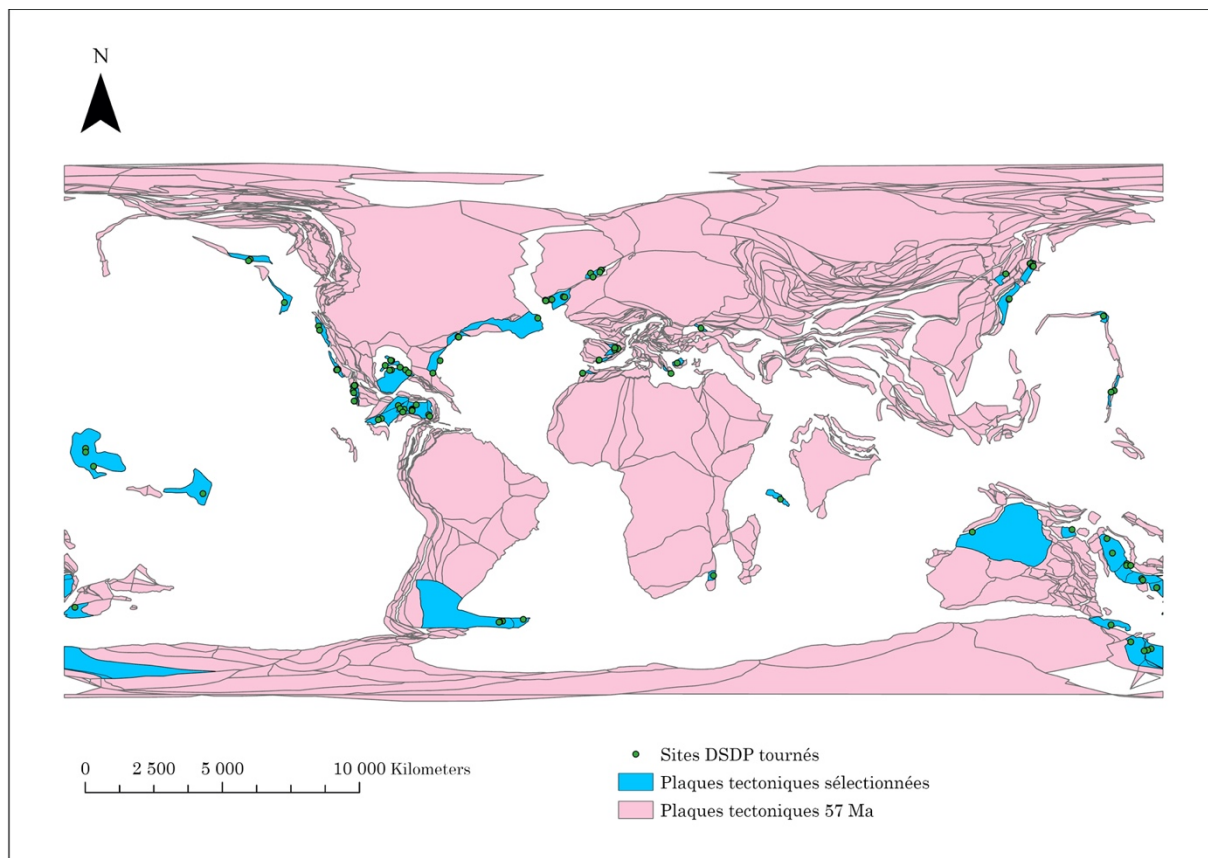 N
0 2 500 5 000 10 000 Kilometers
Sites DSDP tournés
Plaques tectoniques sélectionnées
Plaques tectoniques 57 Ma